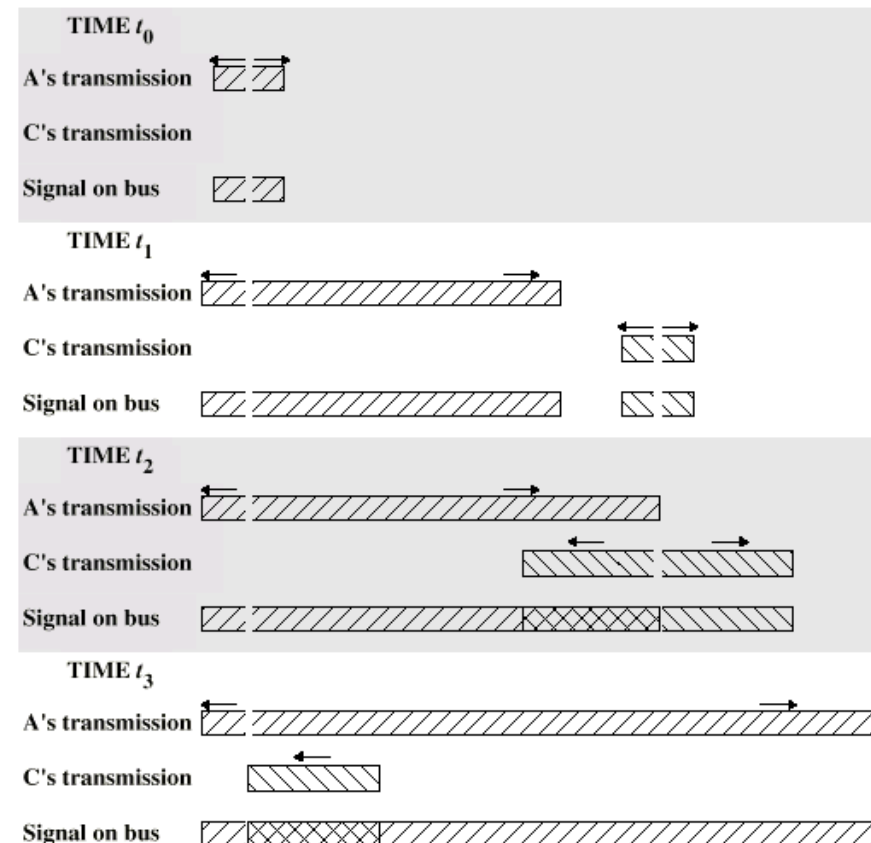 TIME t0
A's transmission
C's transmission
Signal on bus
TIME t1
A's transmission
C's transmission
Signal on bus
TIME t2
A's transmission
C's transmission
Signal on bus
TIME t3
A's transmission
C's transmission
Signal on bus